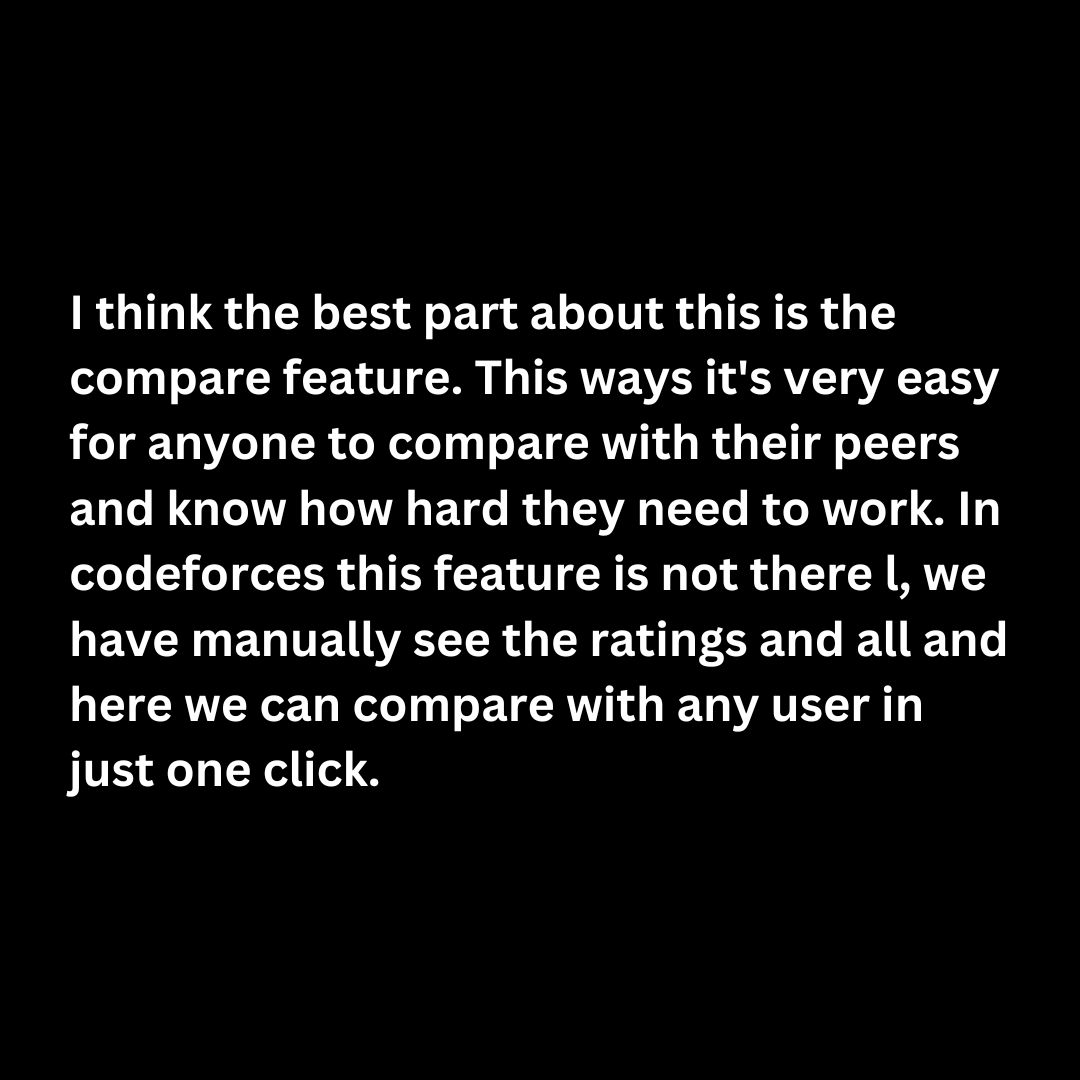 I think the best part about this is the
compare feature. This ways it's very easy
for anyone to compare with their peers
and know how hard they need to work. In
codeforces this feature is not there l, we
have manually see the ratings and all and
here we can compare with any user in
just one click.